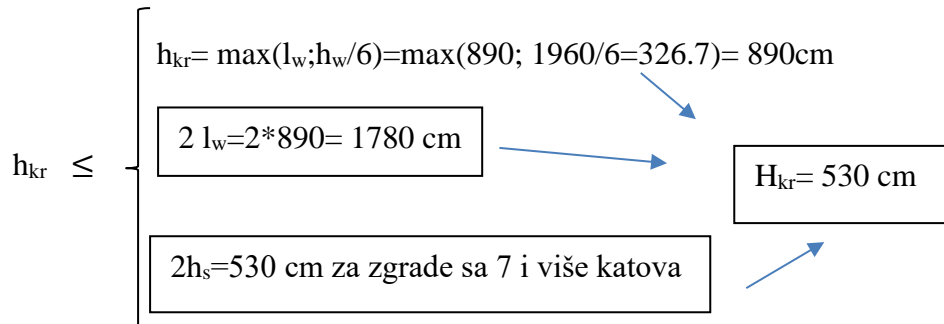 h_kr= max(l_w;h_w/6)=max(890; 1960/6=326.7)= 890cm
2 l_w=2*890= 1780 cm
h_kr ≤
H_kr= 530 cm
2h_s=530 cm za zgrade sa 7 i više katova